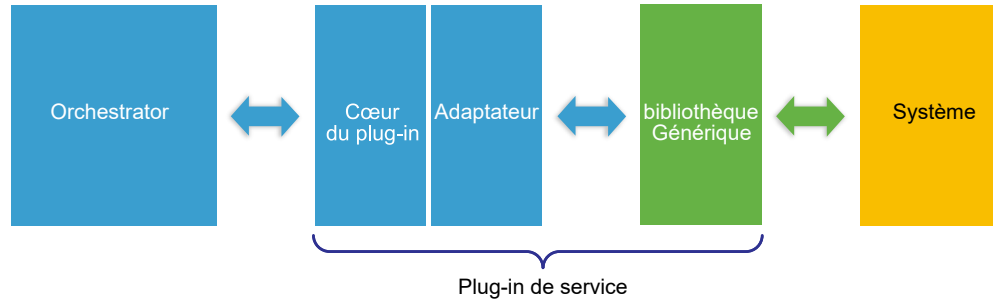 Orchestrator
Cœur
du plug-in
Adaptateur
bibliothèque
Générique
Système
Plug-in de service